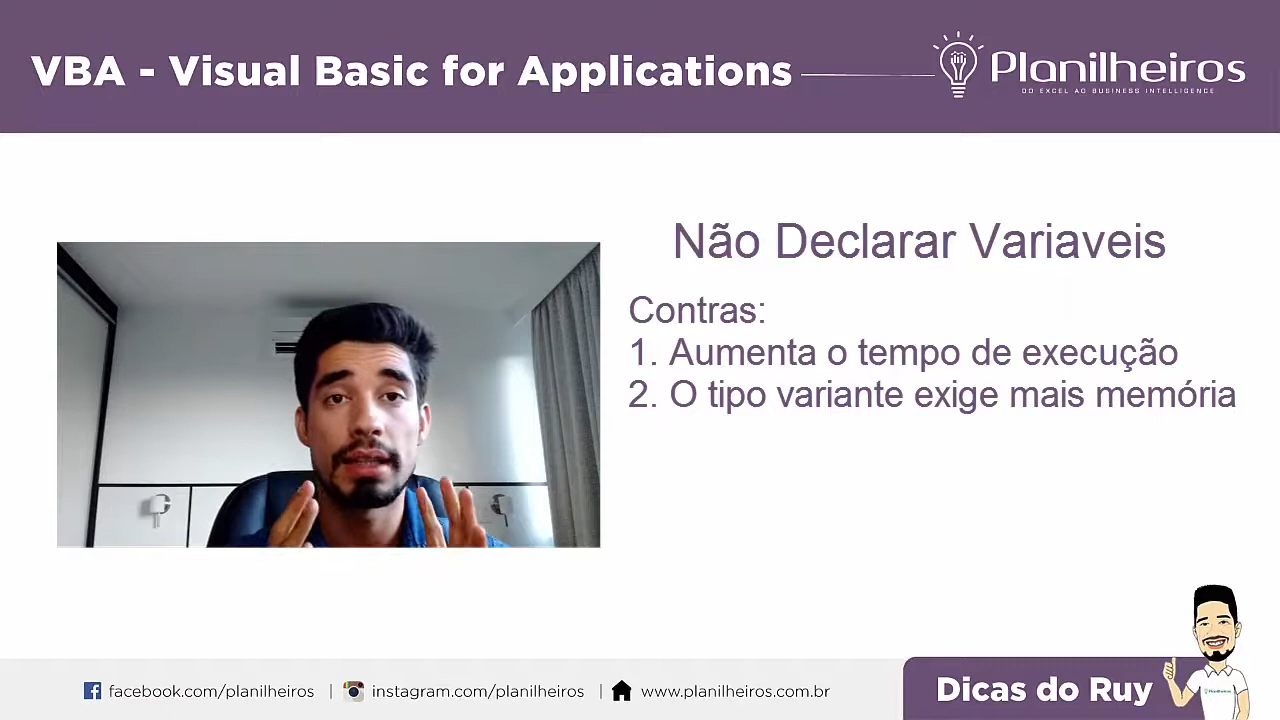 VBA - Visual Basic for Applications
Planilheiros
DO EXCEL AO BUSINESS INTELLIGENCE
Não Declarar Variaveis
Contras:
1. Aumenta o tempo de execução
2. O tipo variante exige mais memória
facebook.com/planilheiros | instagram.com/planilheiros | www.planilheiros.com.br
Dicas do Ruy
Planilheiros